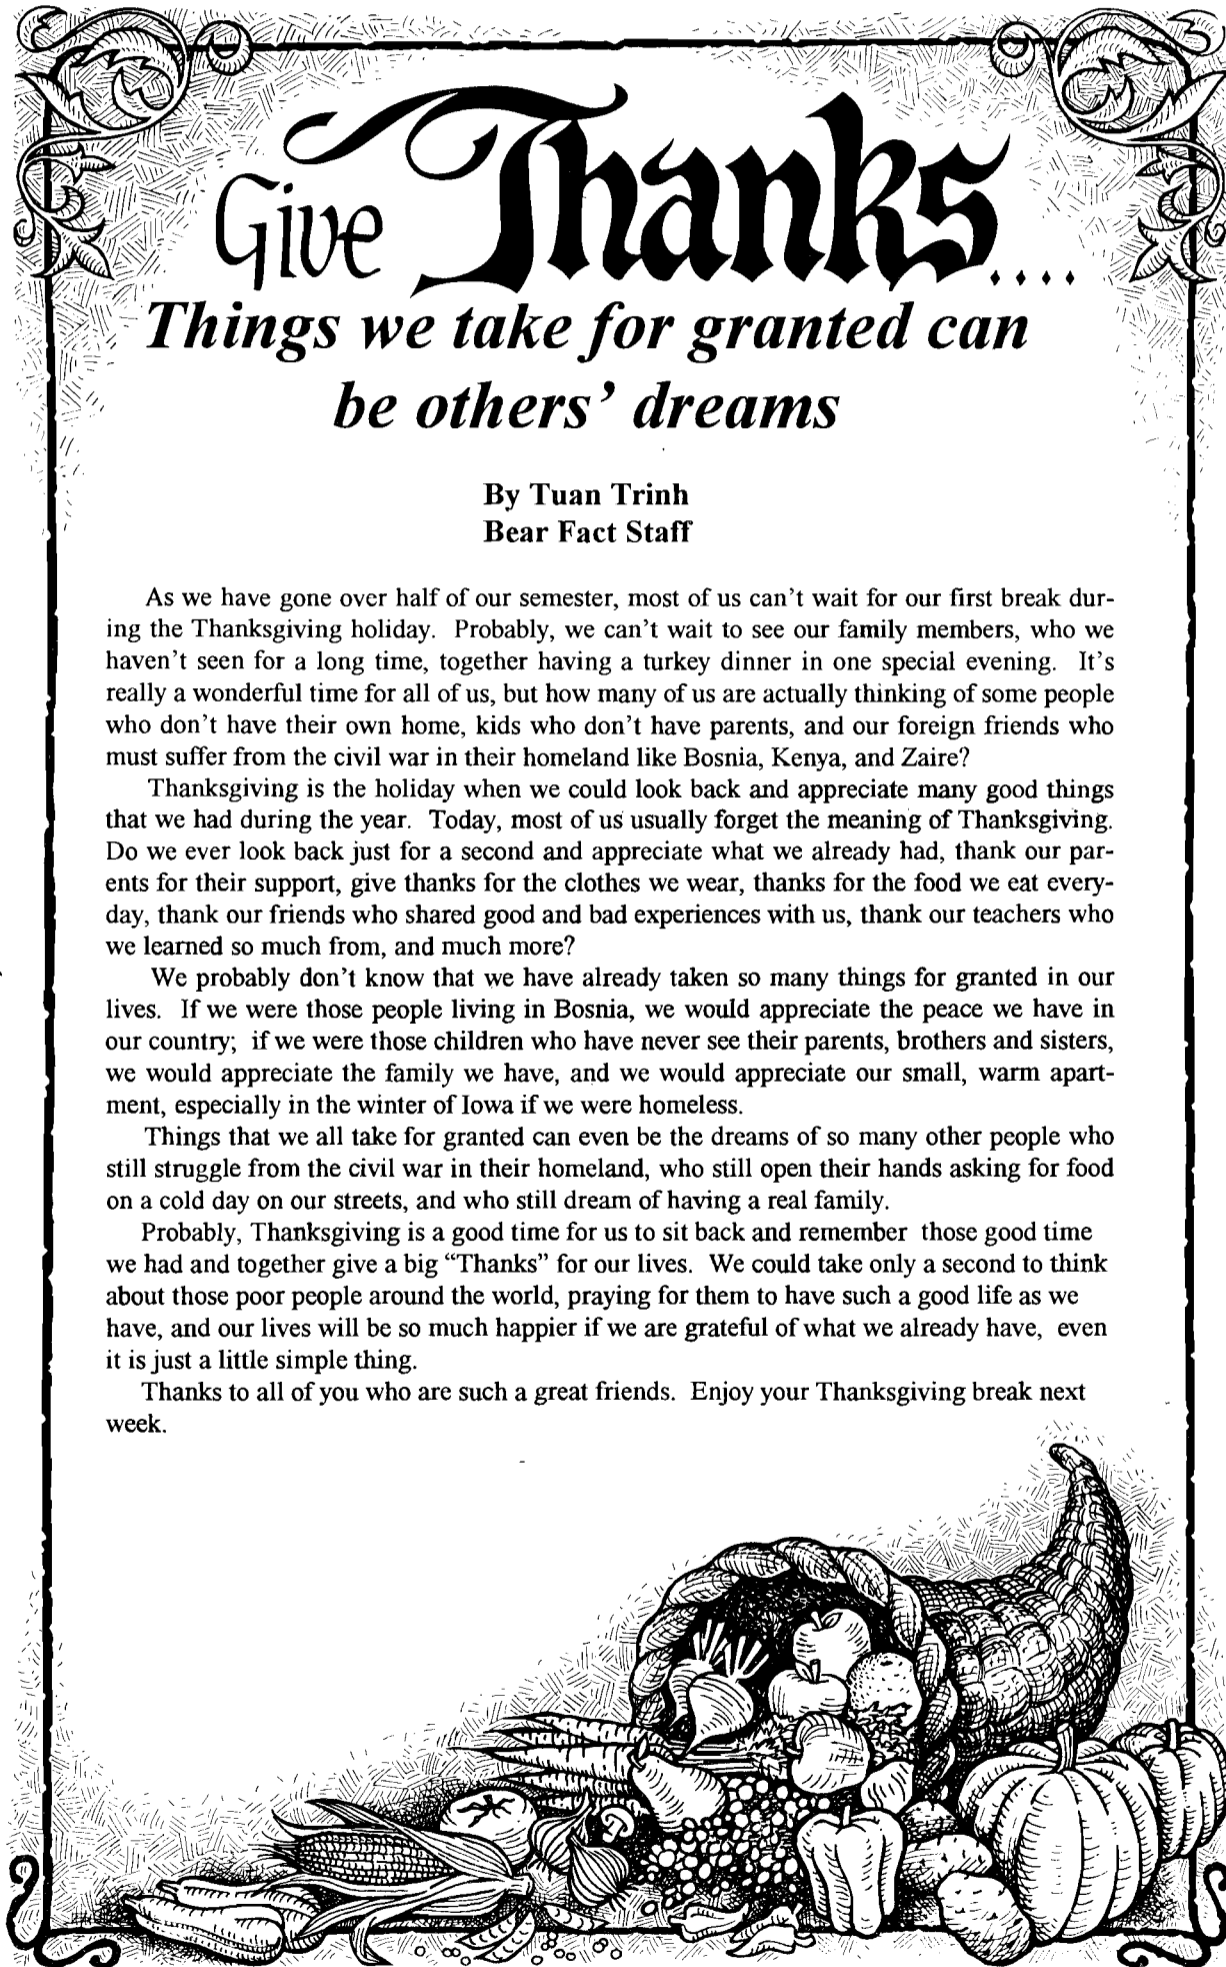 Give Thanks....
Things we take for granted can
be others' dreams
By Tuan Trinh
Bear Fact Staff
As we have gone over half of our semester, most of us can't wait for our first break dur-
ing the Thanksgiving holiday. Probably, we can't wait to see our family members, who we
haven't seen for a long time, together having a turkey dinner in one special evening. It's
really a wonderful time for all of us, but how many of us are actually thinking of some people
who don't have their own home, kids who don't have parents, and our foreign friends who
must suffer from the civil war in their homeland like Bosnia, Kenya, and Zaire?
Thanksgiving is the holiday when we could look back and appreciate many good things
that we had during the year. Today, most of us usually forget the meaning of Thanksgiving.
Do we ever look back just for a second and appreciate what we already had, thank our par-
ents for their support, give thanks for the clothes we wear, thanks for the food we eat every-
day, thank our friends who shared good and bad experiences with us, thank our teachers who
we learned so much from, and much more?
We probably don't know that we have already taken so many things for granted in our
lives. If we were those people living in Bosnia, we would appreciate the peace we have in
our country; if we were those children who have never see their parents, brothers and sisters,
we would appreciate the family we have, and we would appreciate our small, warm apart-
ment, especially in the winter of Iowa if we were homeless.
Things that we all take for granted can even be the dreams of so many other people who
still struggle from the civil war in their homeland, who still open their hands asking for food
on a cold day on our streets, and who still dream of having a real family.
Probably, Thanksgiving is a good time for us to sit back and remember those good time
we had and together give a big “Thanks” for our lives. We could take only a second to think
about those poor people around the world, praying for them to have such a good life as we
have, and our lives will be so much happier if we are grateful of what we already have, even
it is just a little simple thing.
Thanks to all of you who are such a great friends. Enjoy your Thanksgiving break next
week.